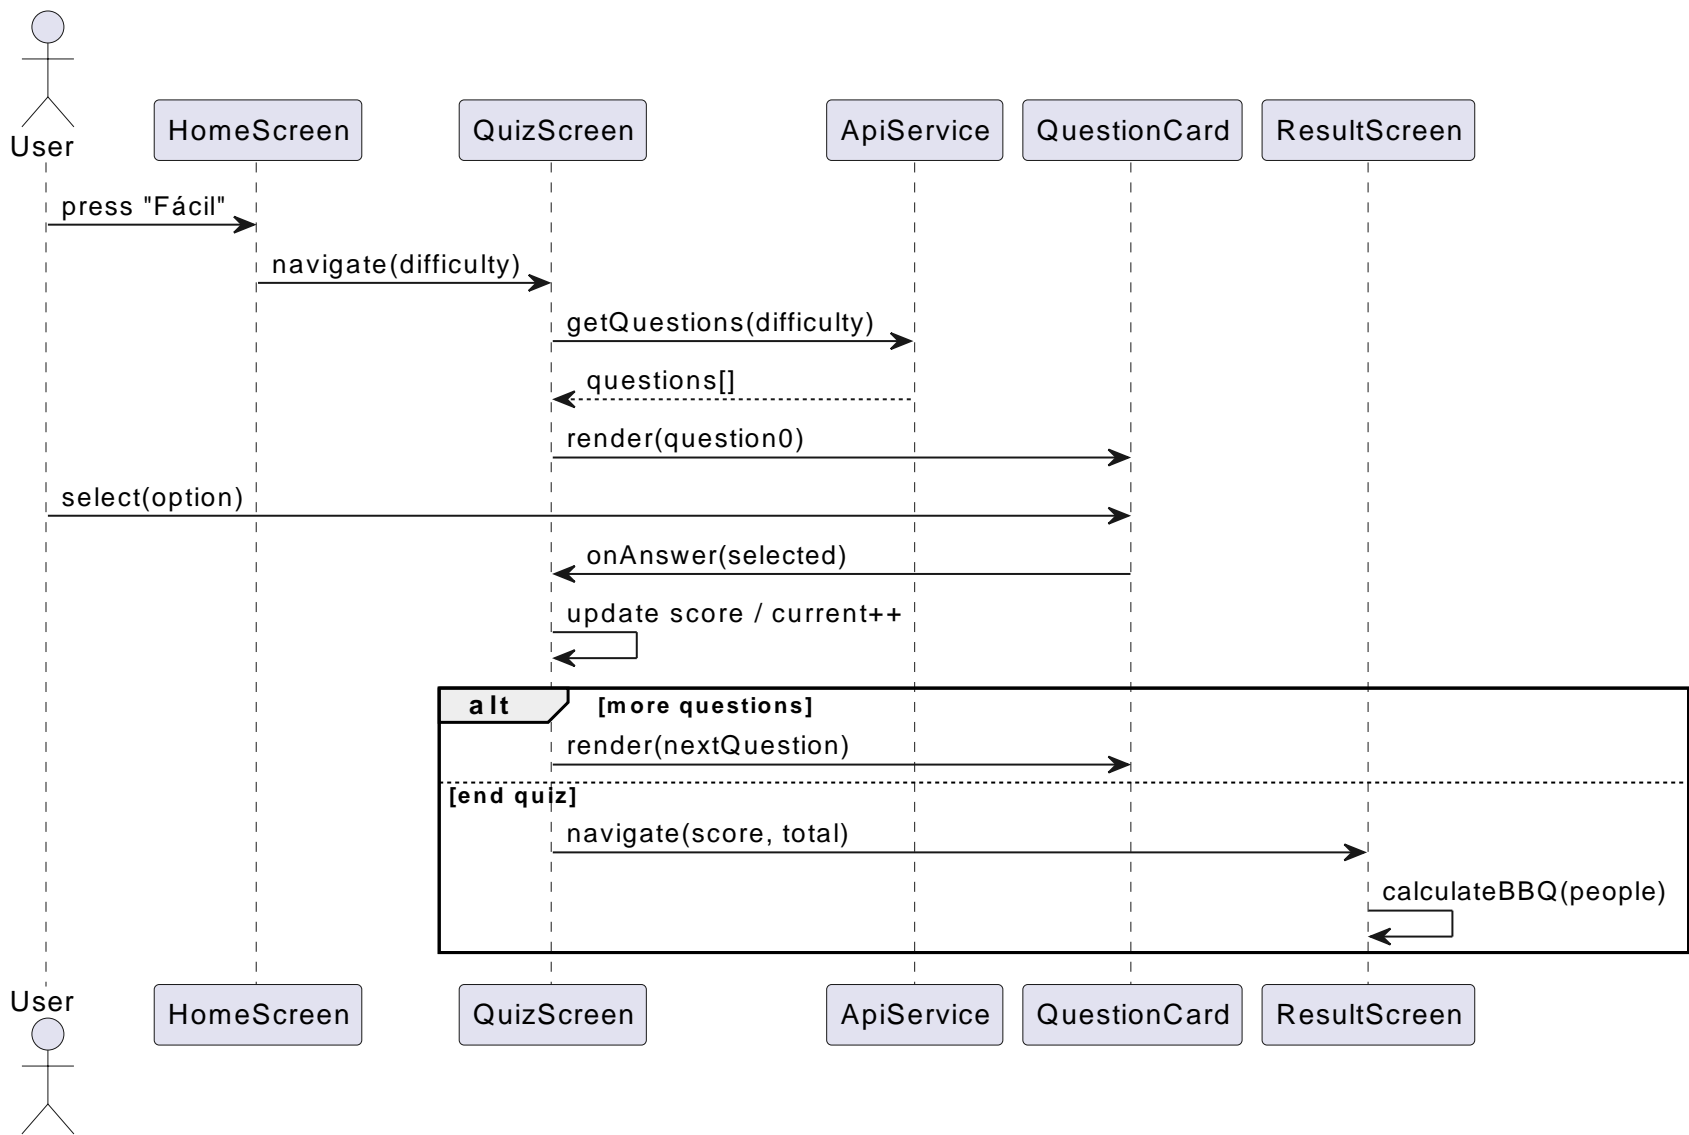 User
HomeScreen
QuizScreen
ApiService
QuestionCard
ResultScreen
press "Fácil"
navigate(difficulty)
getQuestions(difficulty)
questions[]
render(question0)
select(option)
onAnswer(selected)
update score / current++
alt
[more questions]
render(nextQuestion)
[end quiz]
navigate(score, total)
calculateBBQ(people)
User
HomeScreen
QuizScreen
ApiService
QuestionCard
ResultScreen